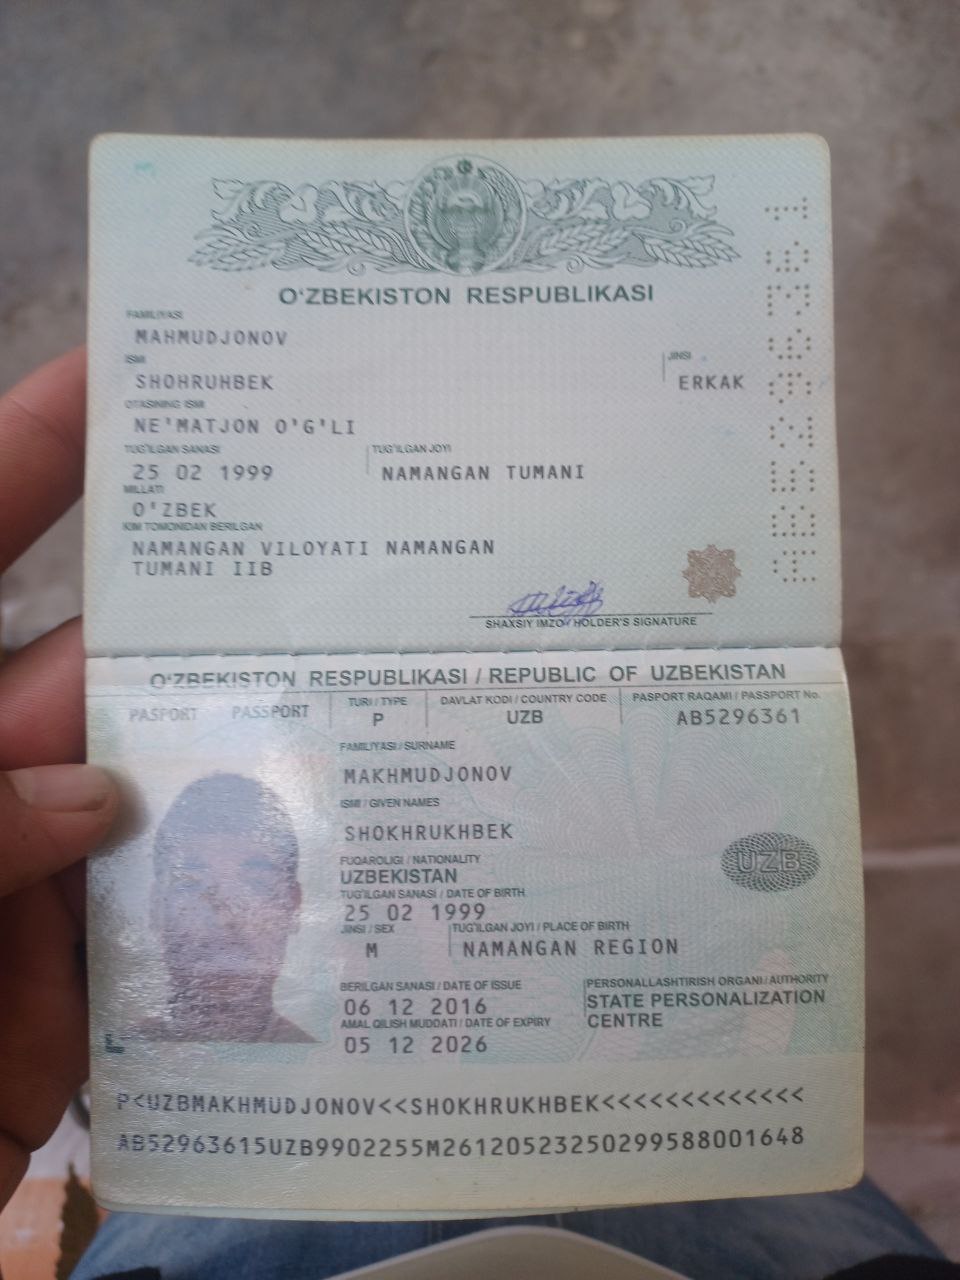 O‘ZBEKISTON RESPUBLIKASI
FAMILIYASI
MAHMUDJONOV
ISMI
SHOHRUHBEK
JINSI
ERKAK
OTASINING ISMI
NE'MATJON O'G'LI
TUG‘ILGAN SANASI
TUG‘ILGAN JOYI
25 02 1999
NAMANGAN TUMANI
MILLATI
O'ZBEK
KIM TOMONIDAN BERILGAN
NAMANGAN VILOYATI NAMANGAN
TUMANI IIB
SHAXSIY IMZO / HOLDER'S SIGNATURE
AB5296361
O‘ZBEKISTON RESPUBLIKASI / REPUBLIC OF UZBEKISTAN
PASPORT PASSPORT
TURI / TYPE
P
DAVLAT KODI / COUNTRY CODE
UZB
PASPORT RAQAMI / PASSPORT No.
AB5296361
FAMILIYASI / SURNAME
MAKHMUDJONOV
ISMI / GIVEN NAMES
SHOKHRUKHBEK
FUQAROLIGI / NATIONALITY
UZBEKISTAN
UZB
TUG‘ILGAN SANASI / DATE OF BIRTH
25 02 1999
JINSI / SEX
M
TUG‘ILGAN JOYI / PLACE OF BIRTH
NAMANGAN REGION
BERILGAN SANASI / DATE OF ISSUE
06 12 2016
PERSONALLASHTIRISH ORGANI / AUTHORITY
STATE PERSONALIZATION
CENTRE
AMAL QILISH MUDDATI / DATE OF EXPIRY
05 12 2026
P<UZBMAKHMUDJONOV<<SHOKHRUKHBEK<<<<<<<<<<<<<
AB52963615UZB9902255M26120523250299588001648